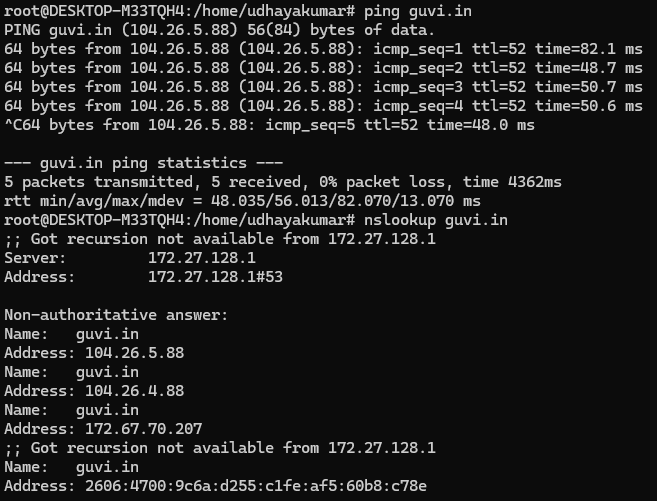 root@DESKTOP-M33TQH4:/home/udhayakumar# ping guvi.in
PING guvi.in (104.26.5.88) 56(84) bytes of data.
64 bytes from 104.26.5.88 (104.26.5.88): icmp_seq=1 ttl=52 time=82.1 ms
64 bytes from 104.26.5.88 (104.26.5.88): icmp_seq=2 ttl=52 time=48.7 ms
64 bytes from 104.26.5.88 (104.26.5.88): icmp_seq=3 ttl=52 time=50.7 ms
64 bytes from 104.26.5.88 (104.26.5.88): icmp_seq=4 ttl=52 time=50.6 ms
^C64 bytes from 104.26.5.88: icmp_seq=5 ttl=52 time=48.0 ms

--- guvi.in ping statistics ---
5 packets transmitted, 5 received, 0% packet loss, time 4362ms
rtt min/avg/max/mdev = 48.035/56.013/82.070/13.070 ms
root@DESKTOP-M33TQH4:/home/udhayakumar# nslookup guvi.in
;; Got recursion not available from 172.27.128.1
Server:         172.27.128.1
Address:        172.27.128.1#53

Non-authoritative answer:
Name:   guvi.in
Address: 104.26.5.88
Name:   guvi.in
Address: 104.26.4.88
Name:   guvi.in
Address: 172.67.70.207
;; Got recursion not available from 172.27.128.1
Name:   guvi.in
Address: 2606:4700:9c6a:d255:c1fe:af5:60b8:c78e